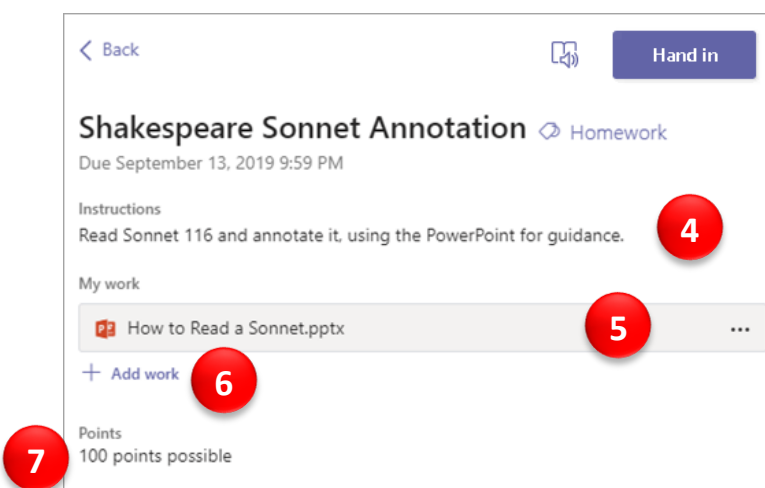 Back
Hand in
Shakespeare Sonnet Annotation Homework
Due September 13, 2019 9:59 PM
Instructions
Read Sonnet 116 and annotate it, using the PowerPoint for guidance.
4
My work
How to Read a Sonnet.pptx
5
...
+ Add work
6
Points
100 points possible
7